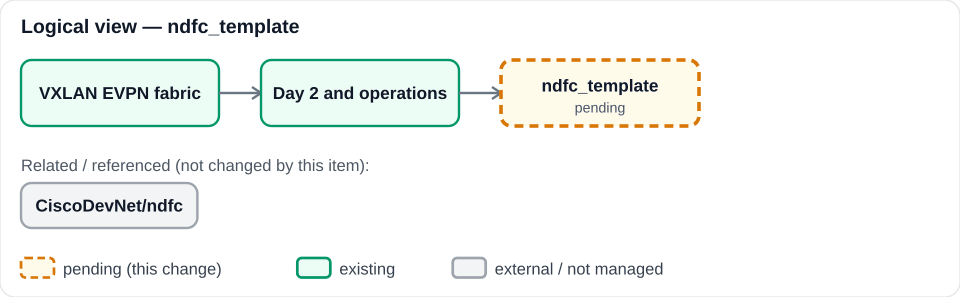 Logical view — ndfc_template
VXLAN EVPN fabric
Day 2 and operations
ndfc_template
pending
Related / referenced (not changed by this item):
CiscoDevNet/ndfc
pending (this change)
existing
external / not managed